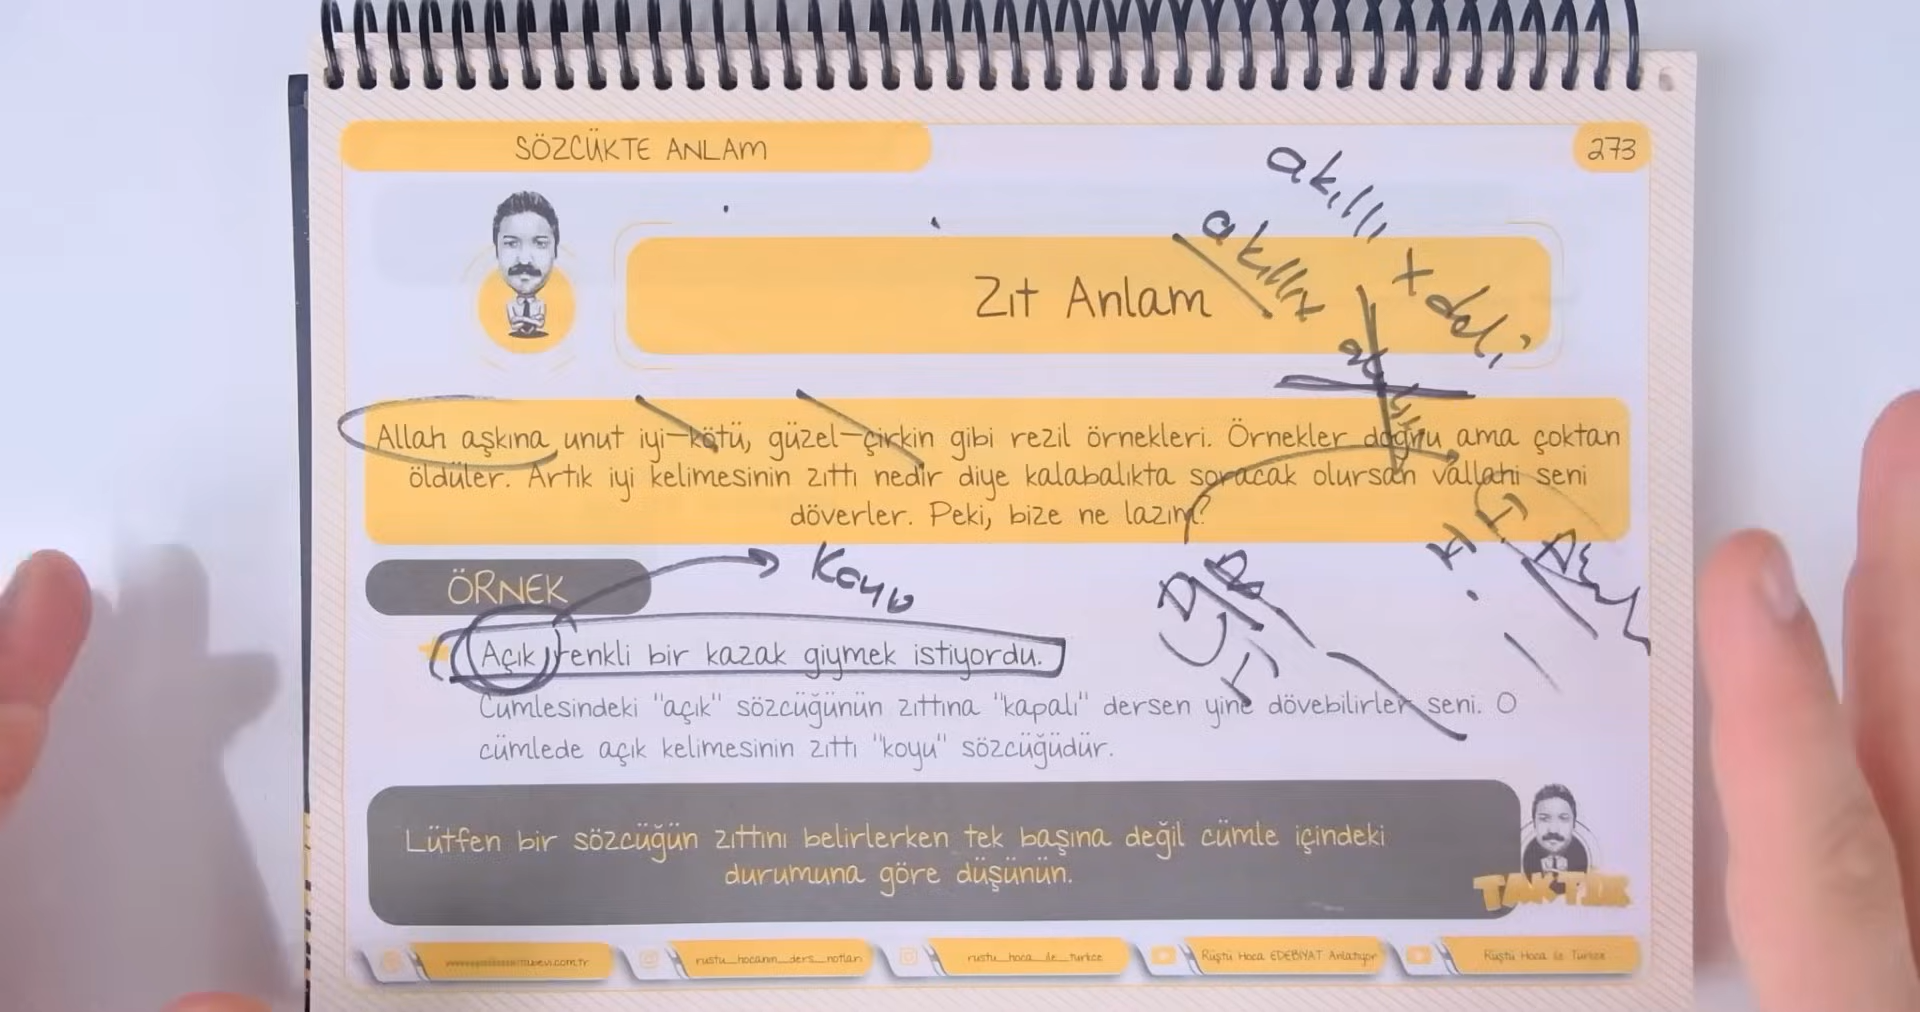 SÖZCÜKTE ANLAM
273
akıllı
akıllı
deli
Zıt Anlam
Allah aşkına unut iyi-kötü, güzel-çirkin gibi rezil örnekleri. Örnekler doğru ama çoktan
öldüler. Artık iyi kelimesinin zıttı nedir diye kalabalıkta soracak olursan vallahi seni
döverler. Peki, bize ne lazım?
ÖRNEK
Koyu
Açık renkli bir kazak giymek istiyordu.
Cümlesindeki "açık" sözcüğünün zıttına "kapalı" dersen yine dövebilirler seni. O
cümlede açık kelimesinin zıttı "koyu" sözcüğüdür.
Lütfen bir sözcüğün zıttını belirlerken tek başına değil cümle içindeki
durumuna göre düşünün.
TAKTİK
rustu_hocanın_ders_notları
rustu_hoca_ile_turkce
Rüştü Hoca EDEBİYAT Anlatıyor
Rüştü Hoca ile Türkçe